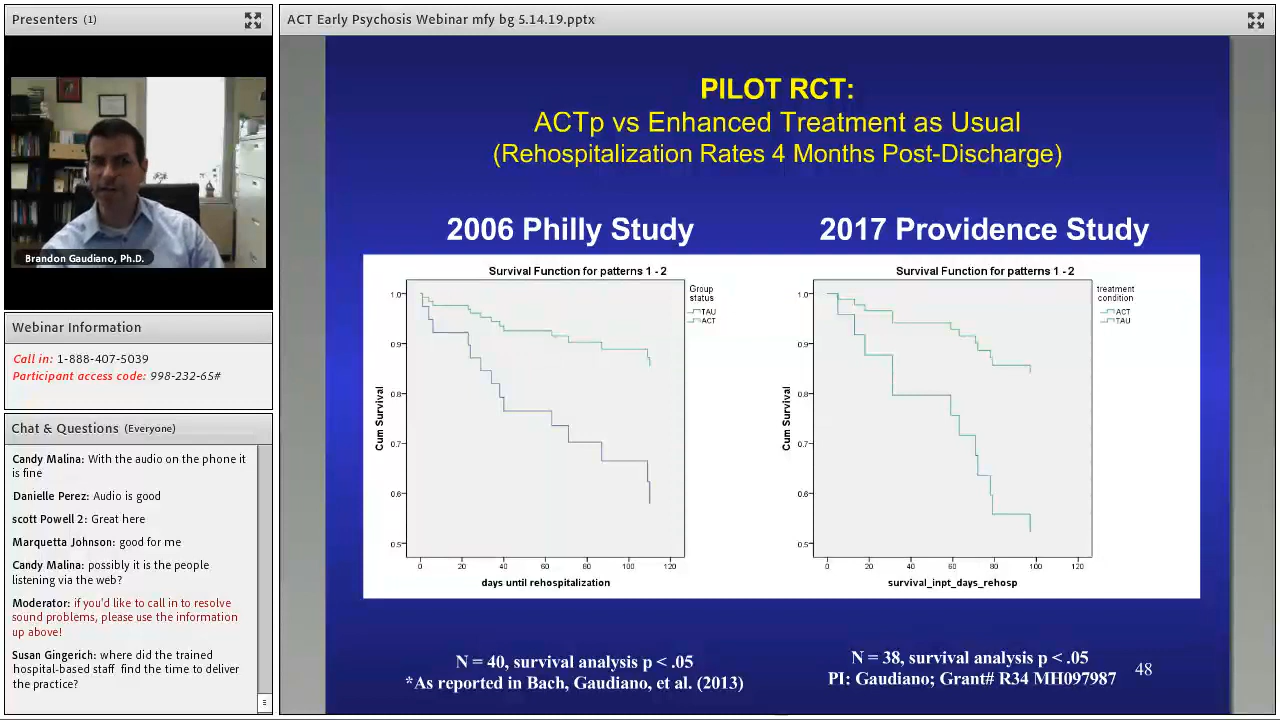 Presenters (1)
Brandon Gaudiano, Ph.D.
Webinar Information
Call in: 1-888-407-5039
Participant access code: 998-232-65#
Chat & Questions (Everyone)
Candy Malina: With the audio on the phone it
is fine
Danielle Perez: Audio is good
scott Powell 2: Great here
Marquetta Johnson: good for me
Candy Malina: possibly it is the people
listening via the web?
Moderator: if you'd like to call in to resolve
sound problems, please use the information
up above!
Susan Gingerich: where did the trained
hospital-based staff find the time to deliver
the practice?
ACT Early Psychosis Webinar mfy bg 5.14.19.pptx
PILOT RCT:
ACTp vs Enhanced Treatment as Usual
(Rehospitalization Rates 4 Months Post-Discharge)
2006 Philly Study
Survival Function for patterns 1 - 2
Group
status
TAU
ACT
Cum Survival
1.0
0.9
0.8
0.7
0.6
0.5
0 20 40 60 80 100 120
days until rehospitalization
N = 40, survival analysis p < .05
*As reported in Bach, Gaudiano, et al. (2013)
2017 Providence Study
Survival Function for patterns 1 - 2
treatment
condition
ACT
TAU
Cum Survival
1.0
0.9
0.8
0.7
0.6
0.5
0 20 40 60 80 100 120
survival_inpt_days_rehosp
N = 38, survival analysis p < .05
PI: Gaudiano; Grant# R34 MH097987
48